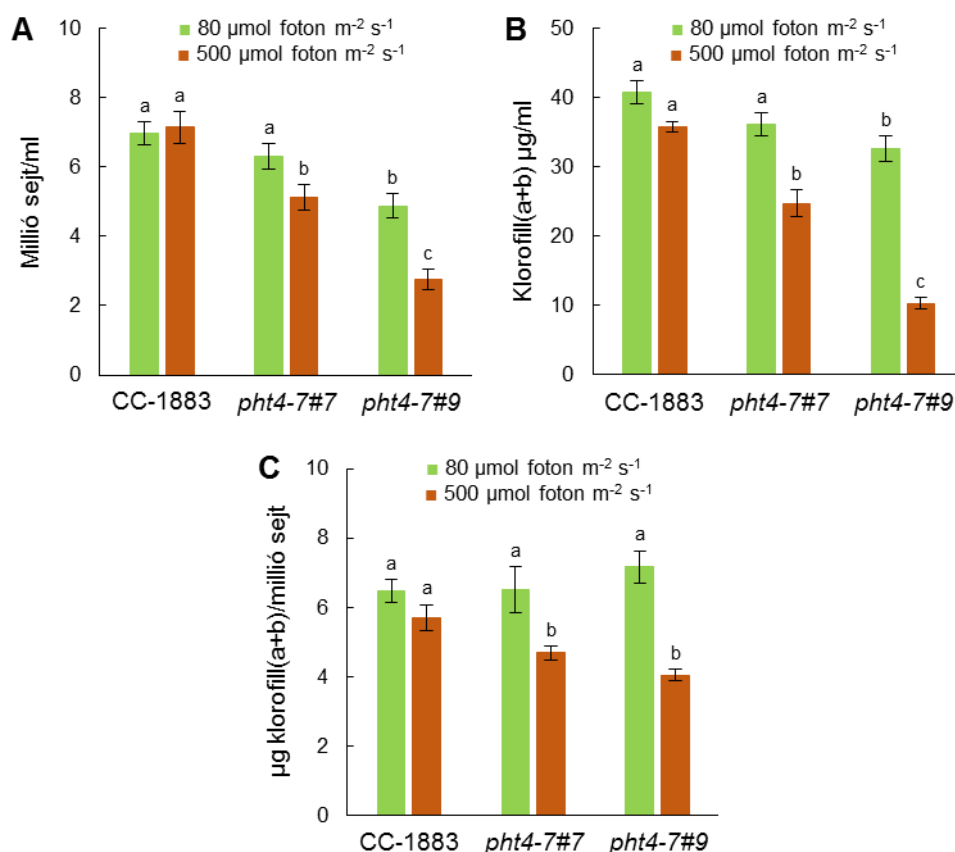 A
80 µmol foton m-2 s-1
500 µmol foton m-2 s-1
Millió sejt/ml
10
8
6
4
2
0
a
a
a
b
b
c
CC-1883
pht4-7#7
pht4-7#9
B
80 µmol foton m-2 s-1
500 µmol foton m-2 s-1
Klorofill(a+b) µg/ml
50
40
30
20
10
0
a
a
a
b
b
c
CC-1883
pht4-7#7
pht4-7#9
C
80 µmol foton m-2 s-1
500 µmol foton m-2 s-1
µg klorofill(a+b)/millió sejt
10
8
6
4
2
0
a
a
a
b
a
b
CC-1883
pht4-7#7
pht4-7#9